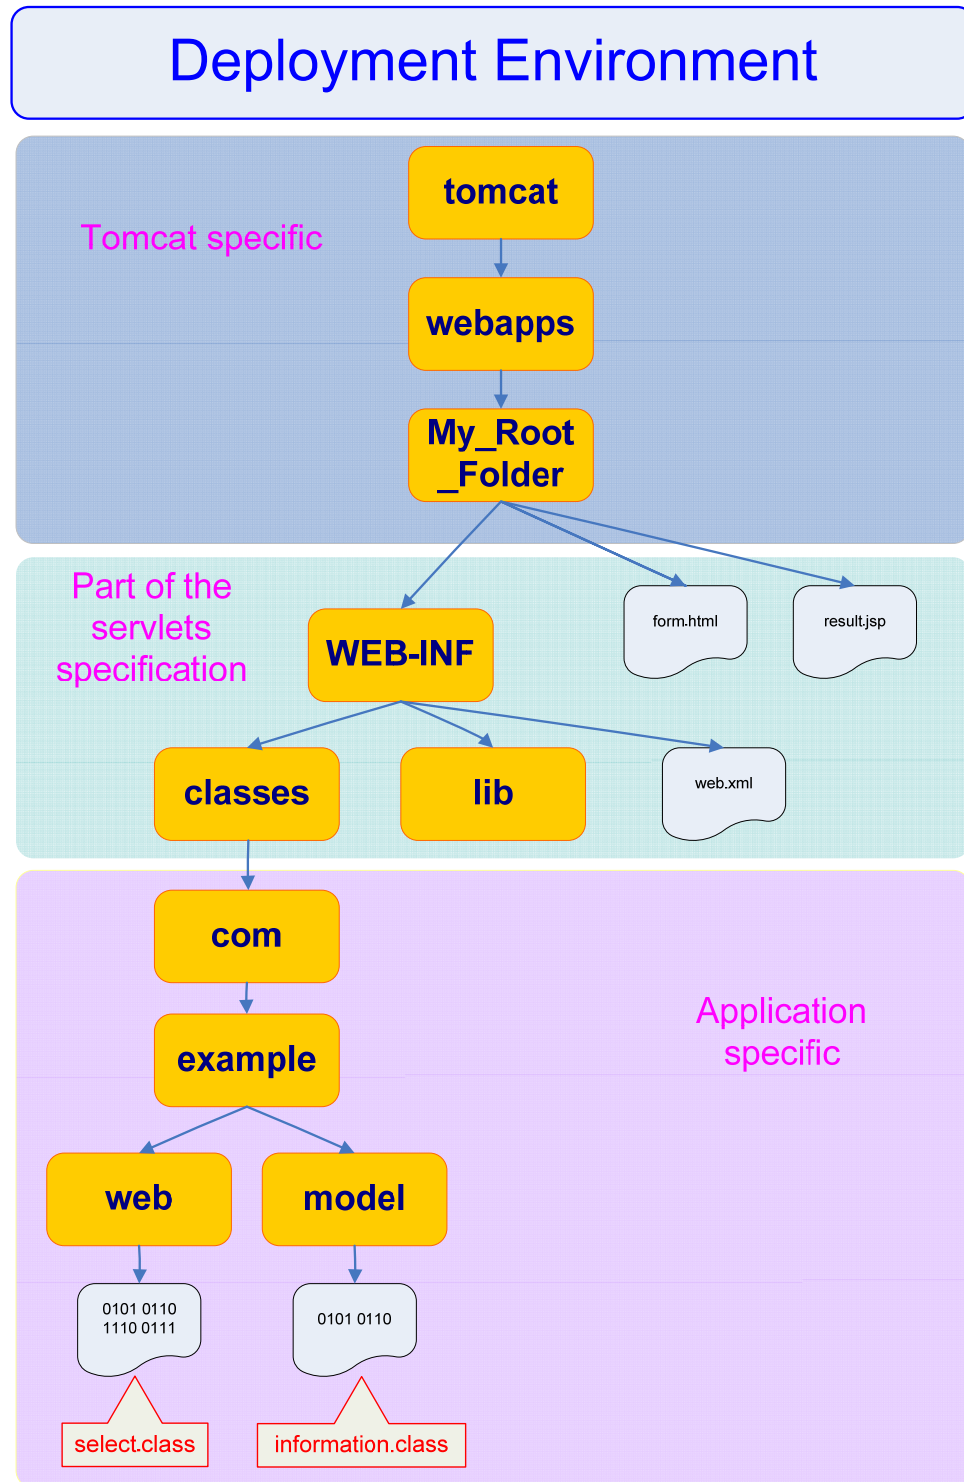 Deployment Environment
tomcat
Tomcat specific
webapps
My_Root
_Folder
Part of the
servlets
specification
WEB-INF
form.html
result.jsp
classes
lib
web.xml
com
example
Application
specific
web
model
0101 0110
1110 0111
0101 0110
select.class
information.class